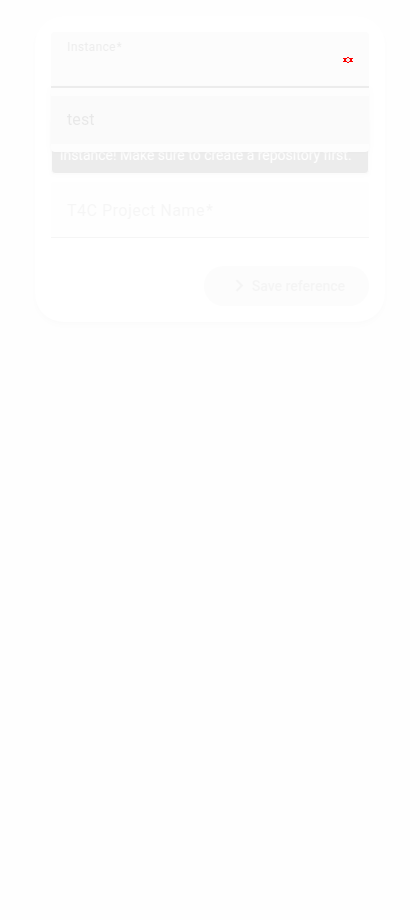 Instance*
test
instance! Make sure to create a repository first.
T4C Project Name*
Save reference